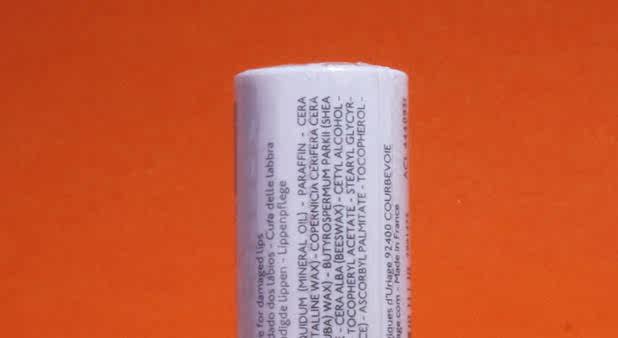 e for damaged lips
dado dos lábios - Cura delle labbra
digde lippen - Lippenpflege
QUIDUM (MINERAL OIL) - PARAFFIN - CERA
TALLINE WAX) - COPERNICIA CERIFERA CERA
UBA) WAX) - BUTYROSPERMUM PARKII (SHEA
E - CERA ALBA (BEESWAX) - CETYL ALCOHOL -
TOCOPHERYL ACETATE - STEARYL GLYCYR-
CE) - ASCORBYL PALMITATE - TOCOPHEROL -
iques d'Uriage 92400 COURBEVOIE
age.com - Made in France